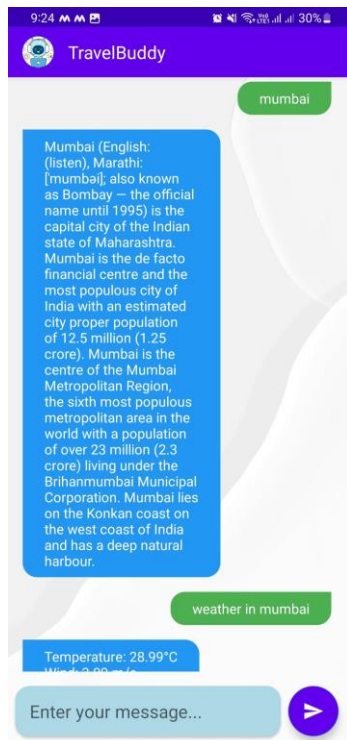 9:24
30%
TravelBuddy
mumbai
Mumbai (English:
(listen), Marathi:
['mumbəi]; also known
as Bombay — the official
name until 1995) is the
capital city of the Indian
state of Maharashtra.
Mumbai is the de facto
financial centre and the
most populous city of
India with an estimated
city proper population
of 12.5 million (1.25
crore). Mumbai is the
centre of the Mumbai
Metropolitan Region,
the sixth most populous
metropolitan area in the
world with a population
of over 23 million (2.3
crore) living under the
Brihanmumbai Municipal
Corporation. Mumbai lies
on the Konkan coast on
the west coast of India
and has a deep natural
harbour.
weather in mumbai
Temperature: 28.99°C
Enter your message...